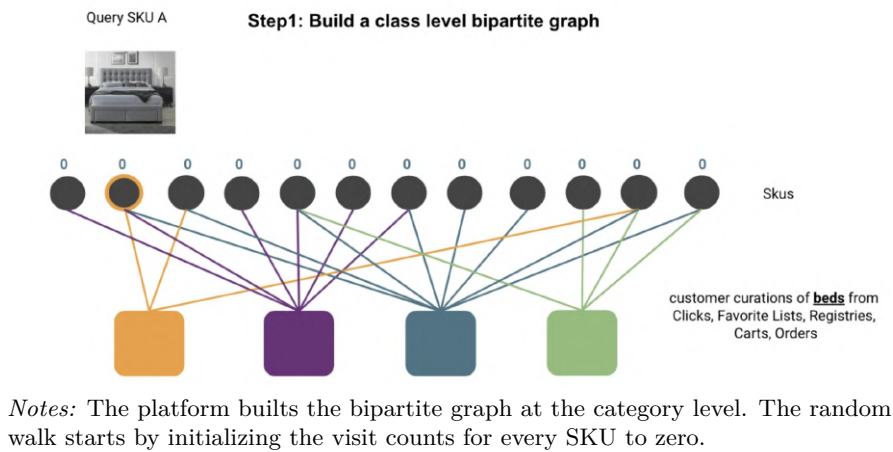 Query SKU A
Step1: Build a class level bipartite graph
0 0 0 0 0 0 0 0 0 0 0 0
Skus
customer curations of beds from
Clicks, Favorite Lists, Registries,
Carts, Orders
Notes: The platform builts the bipartite graph at the category level. The random
walk starts by initializing the visit counts for every SKU to zero.